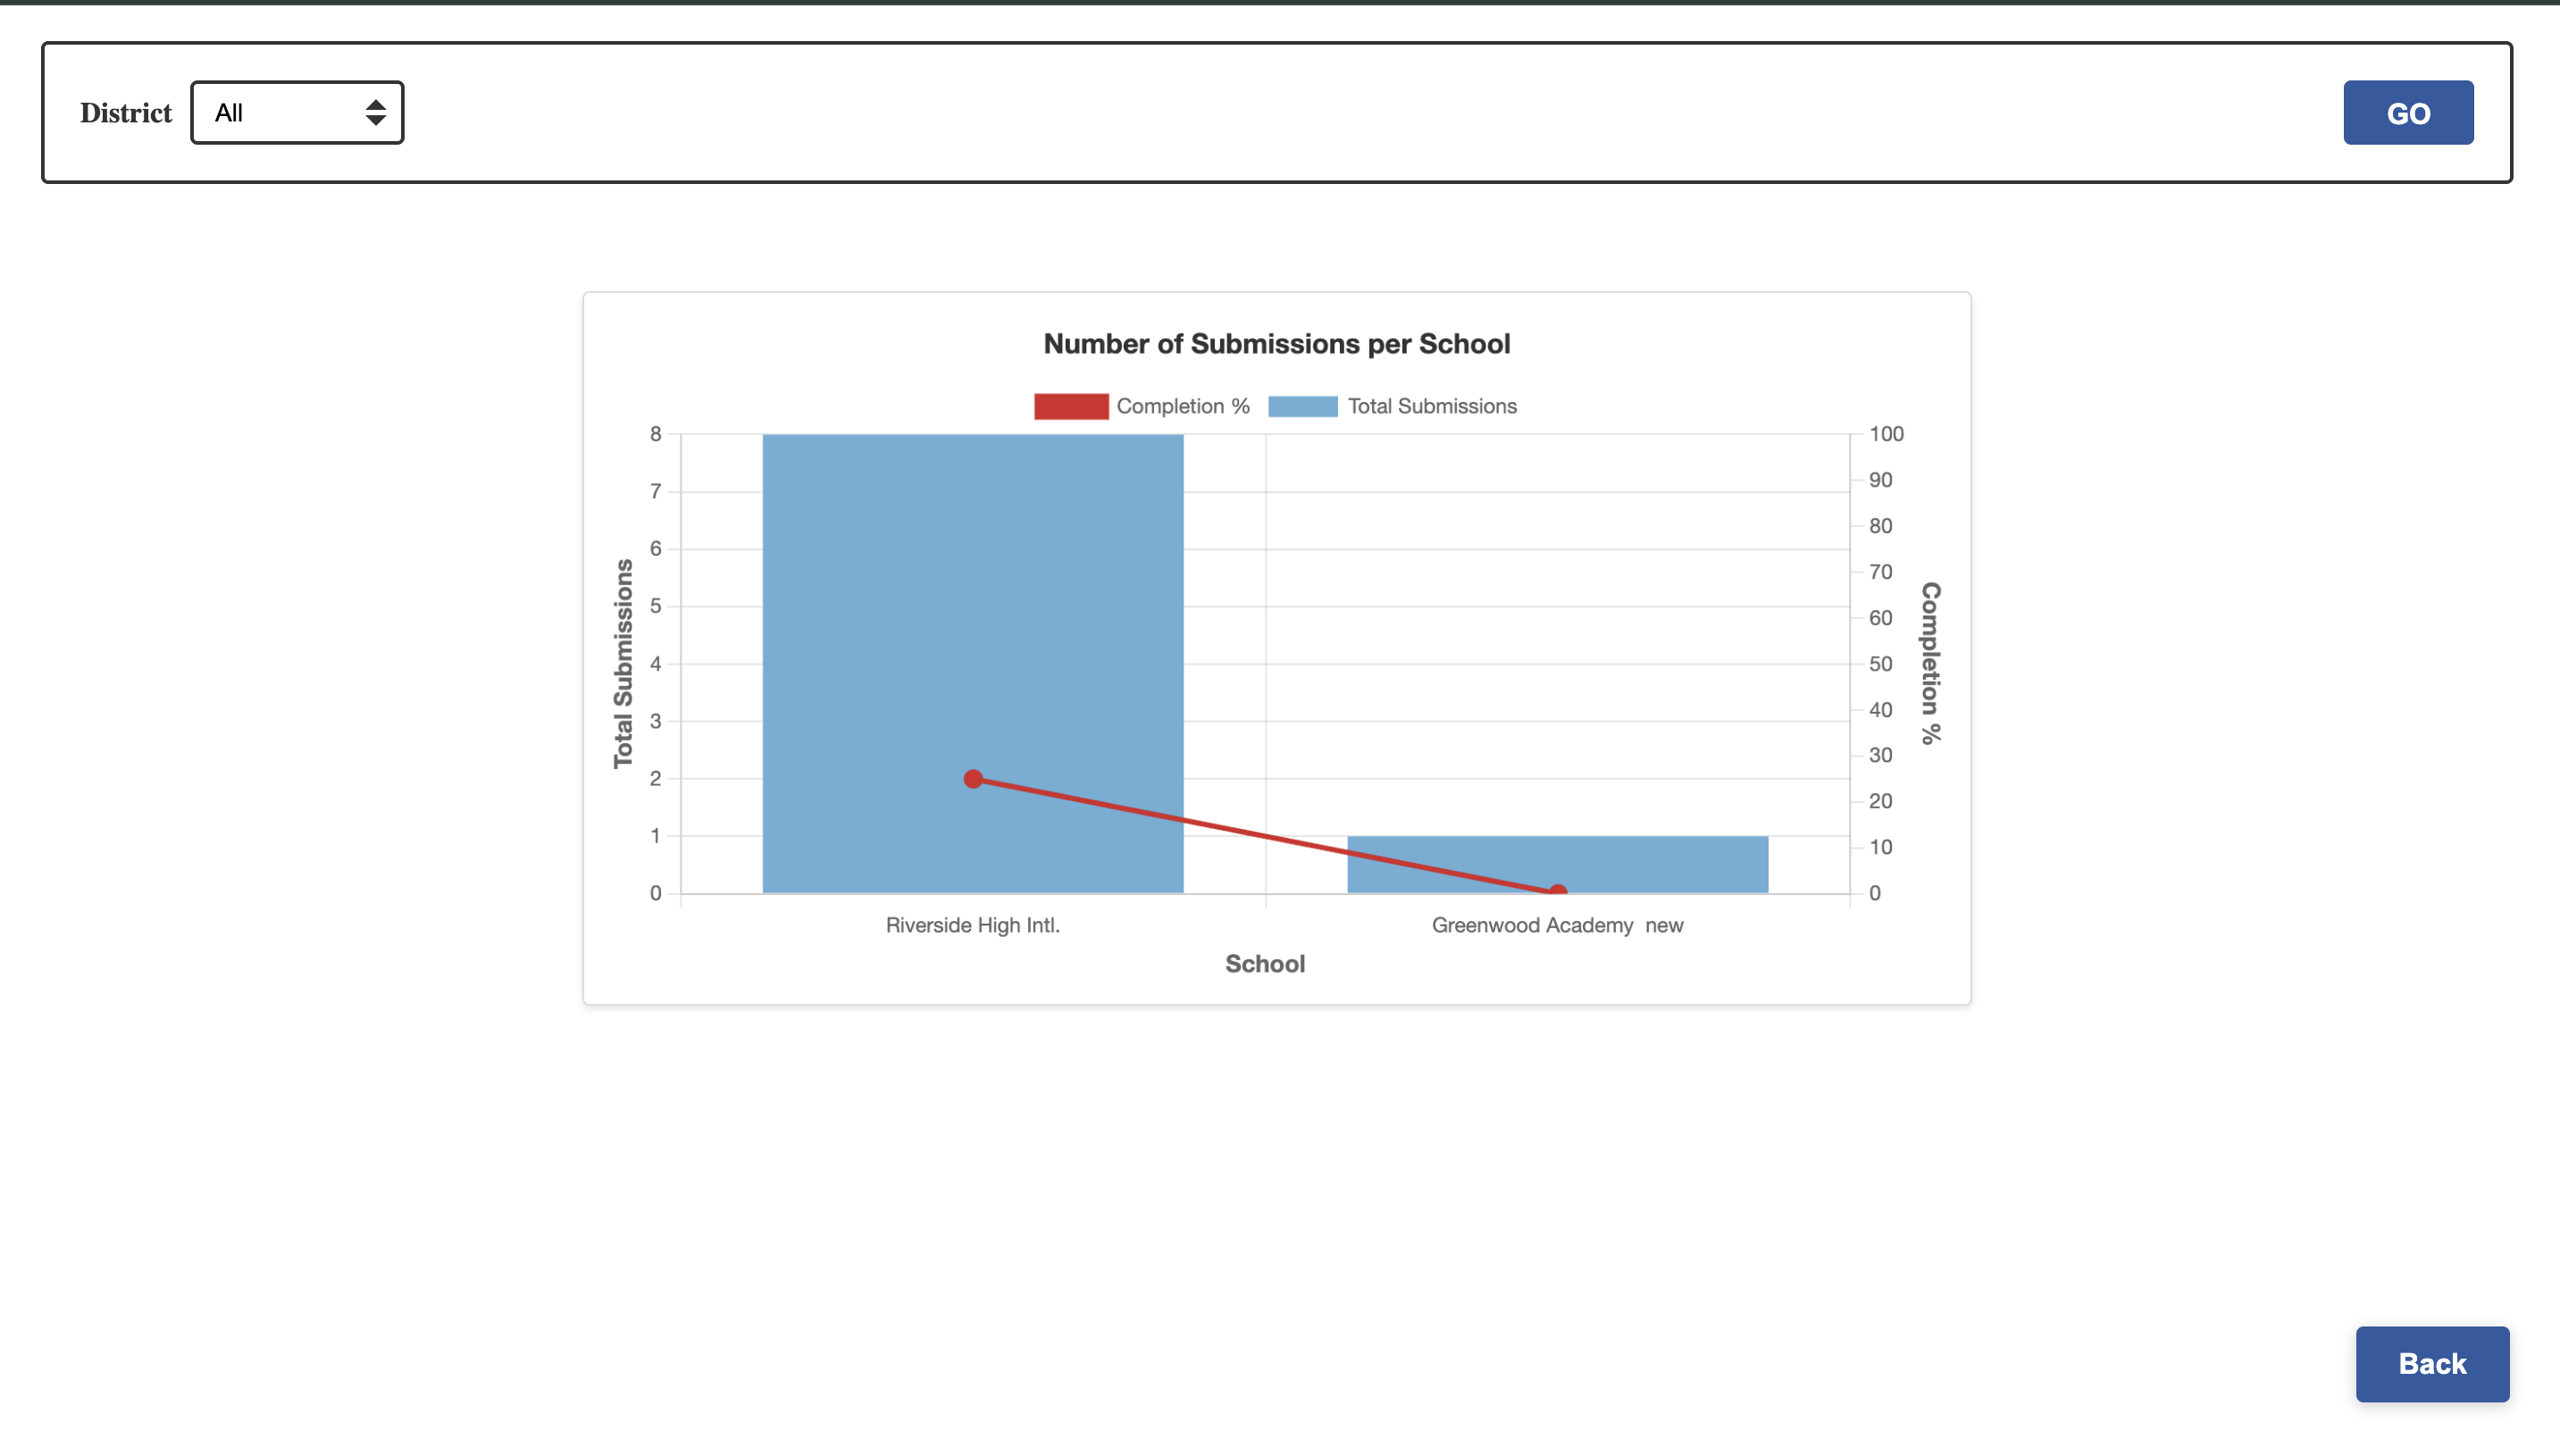 District All GO
Number of Submissions per School
Completion % Total Submissions
8 100
7 90
6 80
5 70
4 60
3 50
2 40
1 30
0 20
10
0
Total Submissions
Completion %
Riverside High Intl. Greenwood Academy  new
School
Back